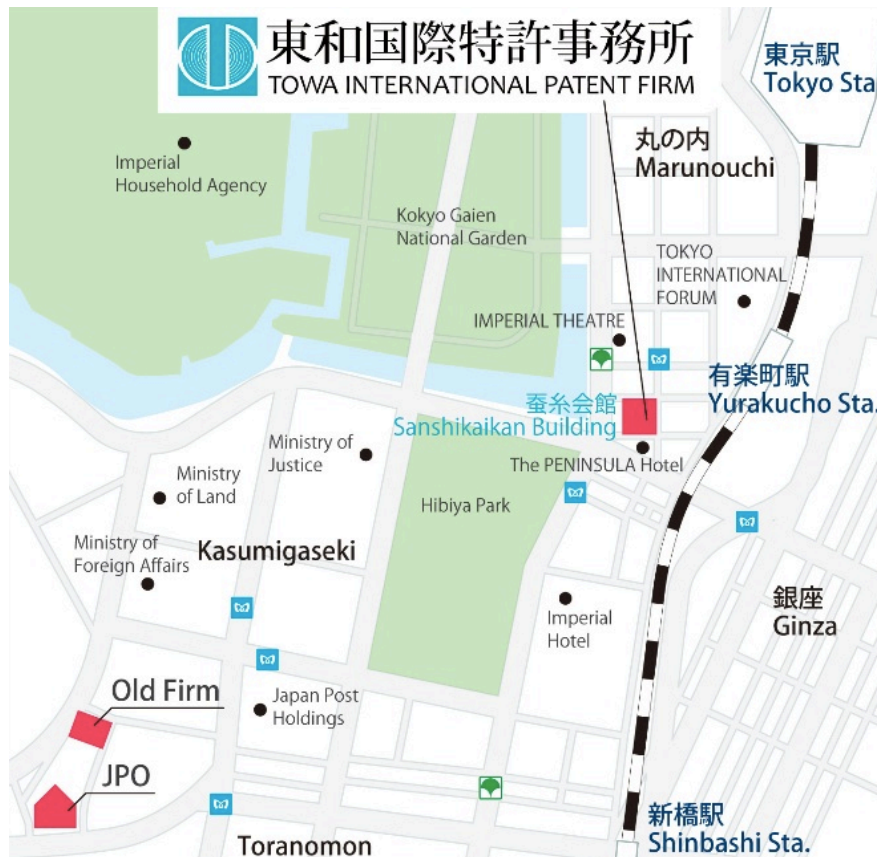 東和国際特許事務所
TOWA INTERNATIONAL PATENT FIRM
東京駅
Tokyo Sta.
丸の内
Marunouchi
Imperial
Household Agency
Kokyo Gaien
National Garden
TOKYO
INTERNATIONAL
FORUM
IMPERIAL THEATRE
有楽町駅
Yurakucho Sta.
蚕糸会館
Sanshikaikan Building
The PENINSULA Hotel
Ministry of
Justice
Ministry
of Land
Hibiya Park
Ministry of
Foreign Affairs
Kasumigaseki
銀座
Ginza
Imperial
Hotel
Old Firm
Japan Post
Holdings
JPO
新橋駅
Shinbashi Sta.
Toranomon